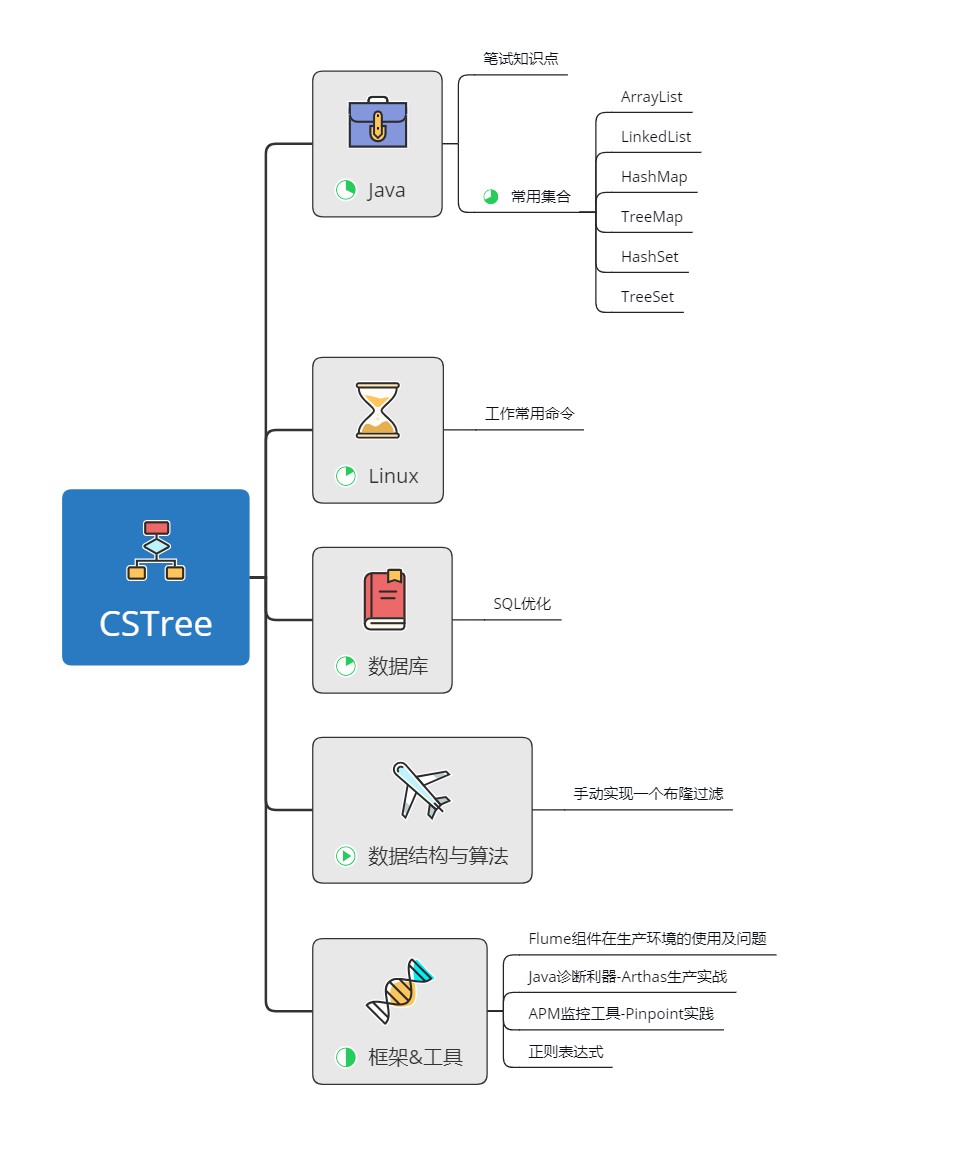 CSTree
Java
笔试知识点
常用集合
ArrayList
LinkedList
HashMap
TreeMap
HashSet
TreeSet
Linux
工作常用命令
数据库
SQL优化
数据结构与算法
手动实现一个布隆过滤
框架&工具
Flume组件在生产环境的使用及问题
Java诊断利器-Arthas生产实战
APM监控工具-Pinpoint实践
正则表达式